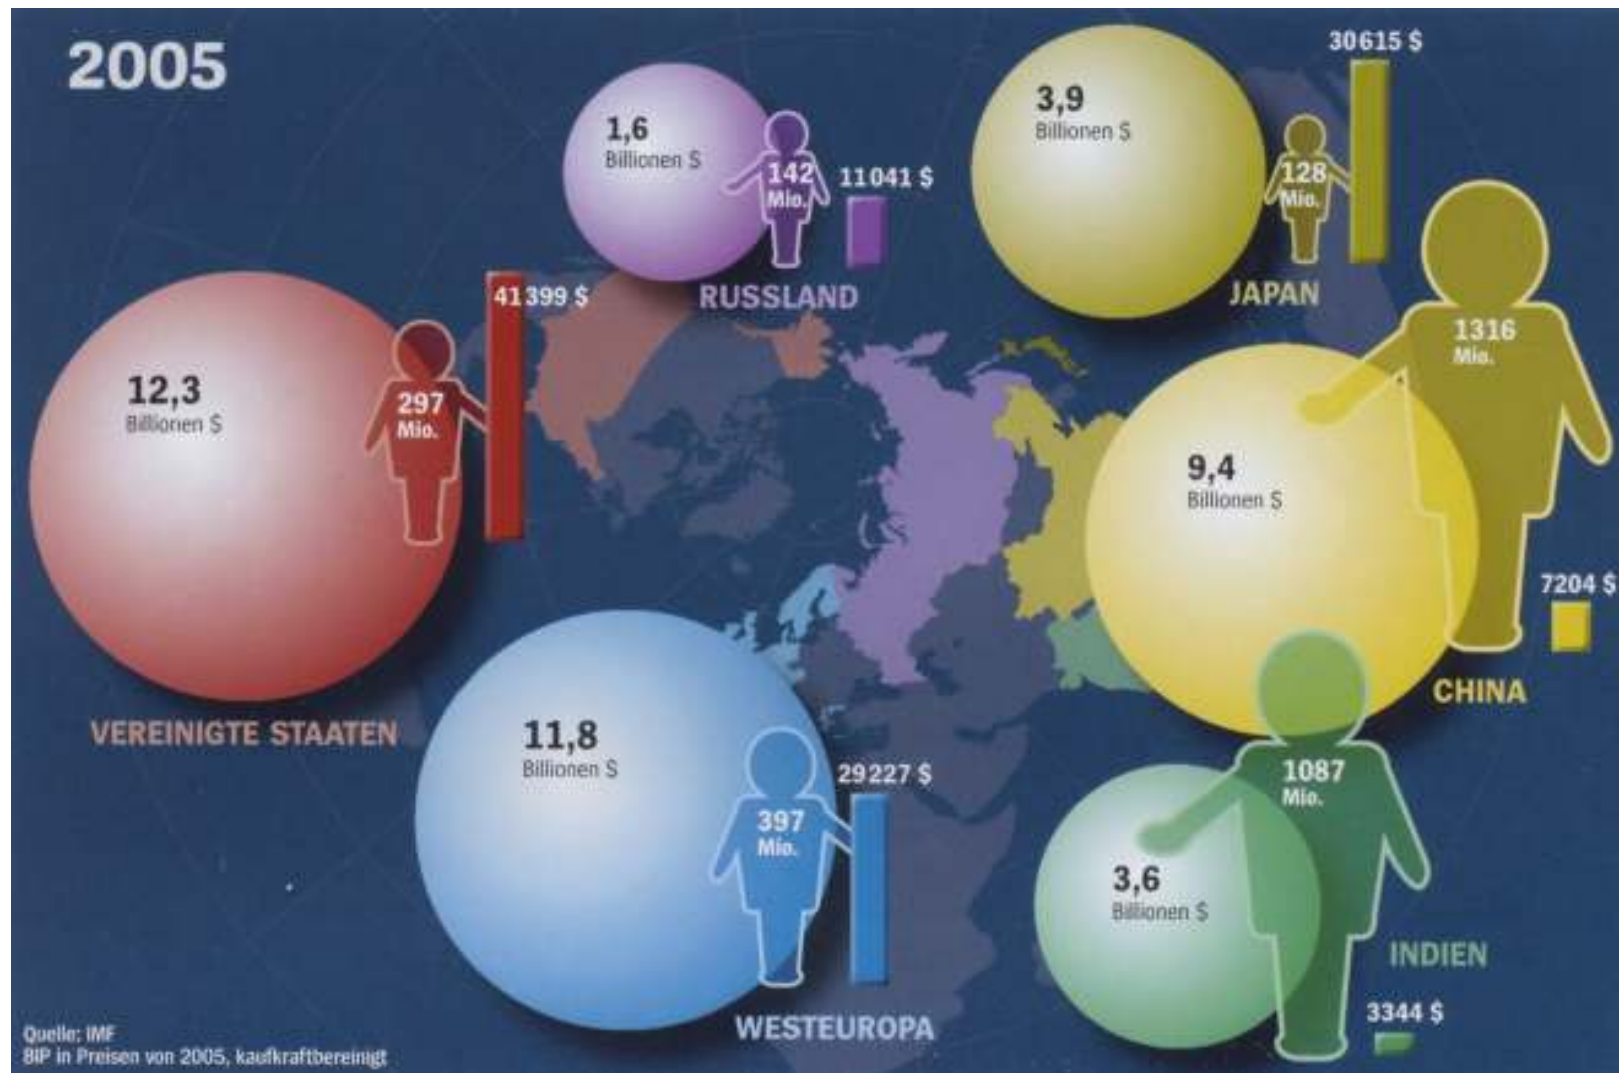 2005
1,6
Billionen $
142
Mio.
11041 $
RUSSLAND
3,9
Billionen $
128
Mio.
30615 $
JAPAN
12,3
Billionen $
297
Mio.
41399 $
VEREINIGTE STAATEN
9,4
Billionen $
1316
Mio.
7204 $
CHINA
11,8
Billionen $
397
Mio.
29227 $
WESTEUROPA
3,6
Billionen $
1087
Mio.
3344 $
INDIEN
Quelle: IMF
BIP in Preisen von 2005, kaufkraftbereinigt